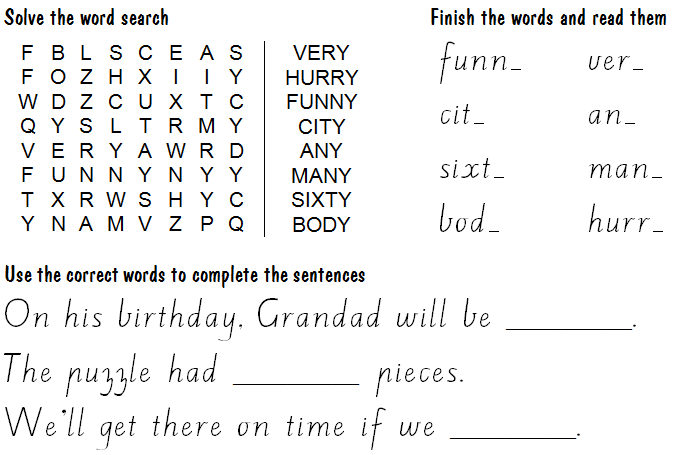 Solve the word search
F B L S C E A S
F O Z H X I I Y
W D Z C U X T C
Q Y S L T R M Y
V E R Y A W R D
F U N N Y N Y Y
T X R W S H Y C
Y N A M V Z P Q
VERY
HURRY
FUNNY
CITY
ANY
MANY
SIXTY
BODY
Finish the words and read them
funn_ ver_
cit_ an_
sixt_ man_
bod_ hurr_
Use the correct words to complete the sentences
On his birthday, Grandad will be ________.
The puzzle had ________ pieces.
We'll get there on time if we ________.